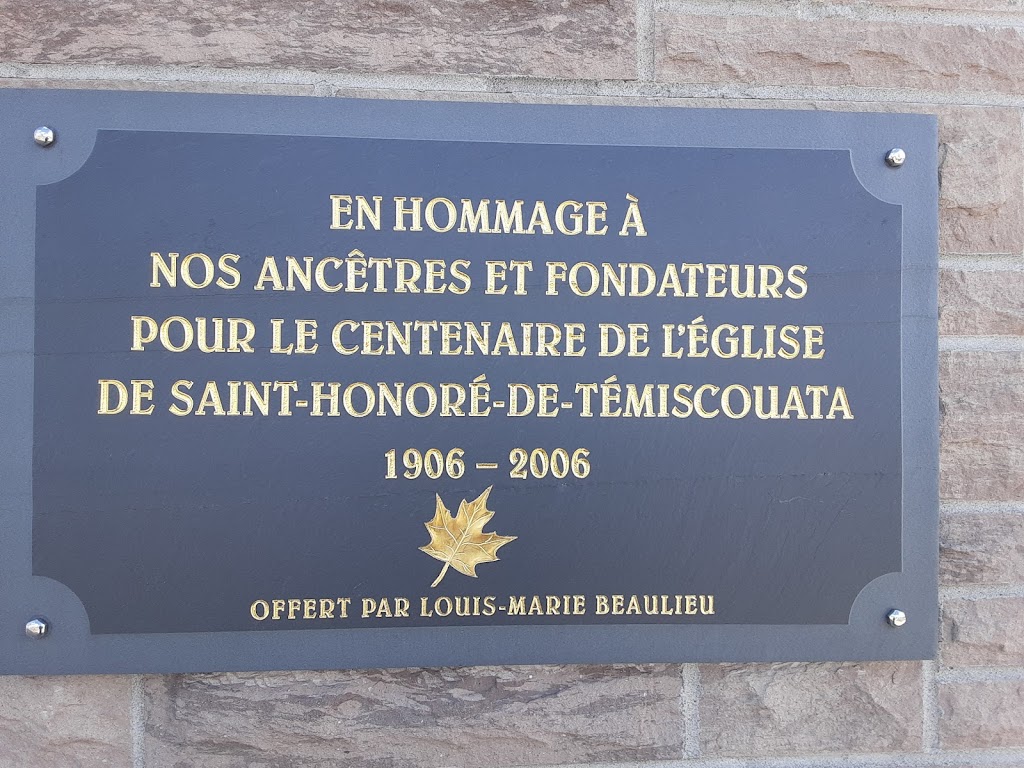 EN HOMMAGE À
NOS ANCÊTRES ET FONDATEURS
POUR LE CENTENAIRE DE L'ÉGLISE
DE SAINT-HONORÉ-DE-TÉMISCOUATA
1906 – 2006
OFFERT PAR LOUIS-MARIE BEAULIEU